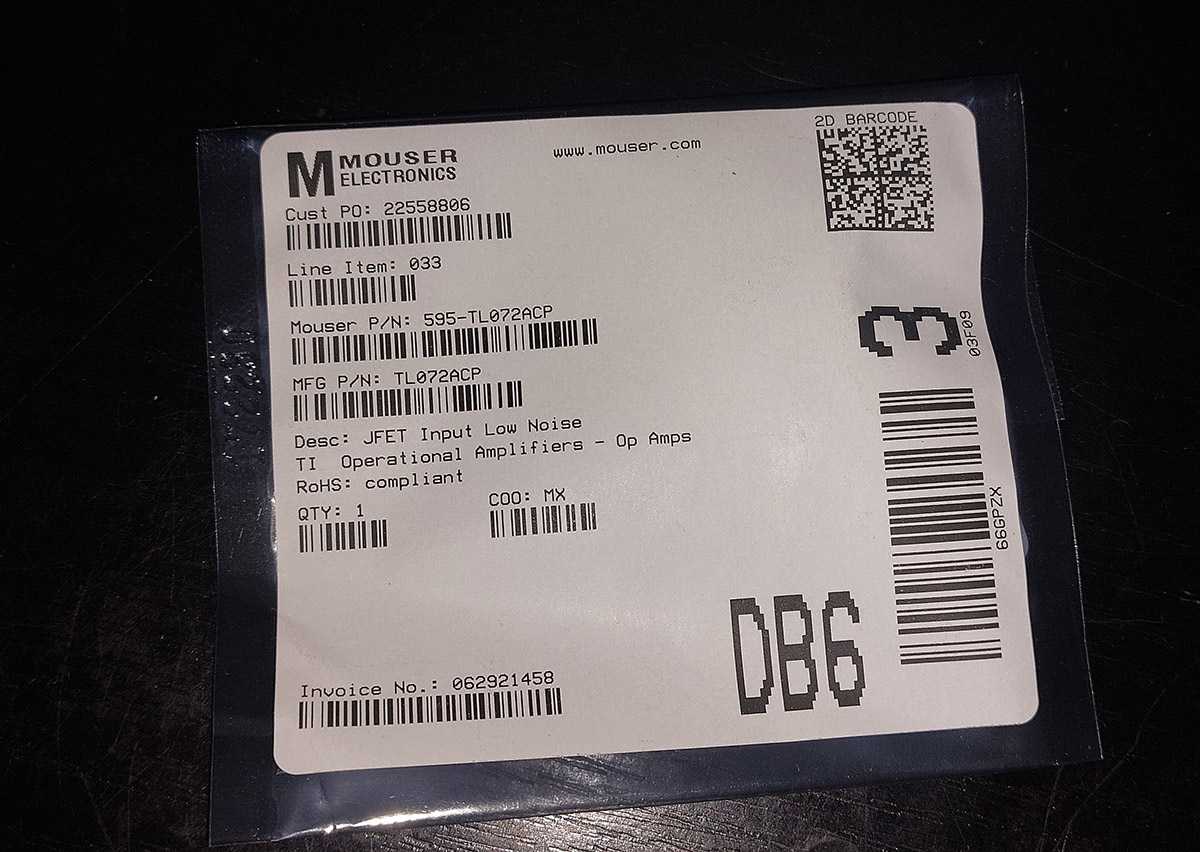 MOUSER
ELECTRONICS
www.mouser.com
2D BARCODE
Cust PO: 22558806
Line Item: 033
Mouser P/N: 595-TL072ACP
MFG P/N: TL072ACP
Desc: JFET Input Low Noise
TI Operational Amplifiers - Op Amps
RoHS: compliant
QTY: 1
COO: MX
Invoice No.: 062921458
3
03F09
66GPZX
DB6